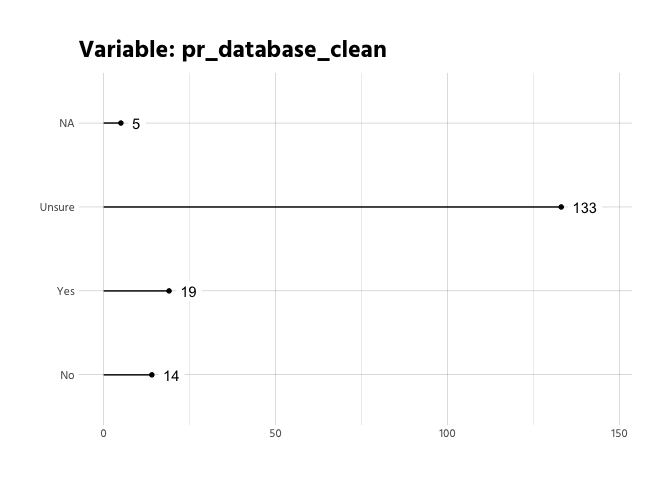 Variable: pr_database_clean
NA
5
Unsure
133
Yes
19
No
14
0
50
100
150